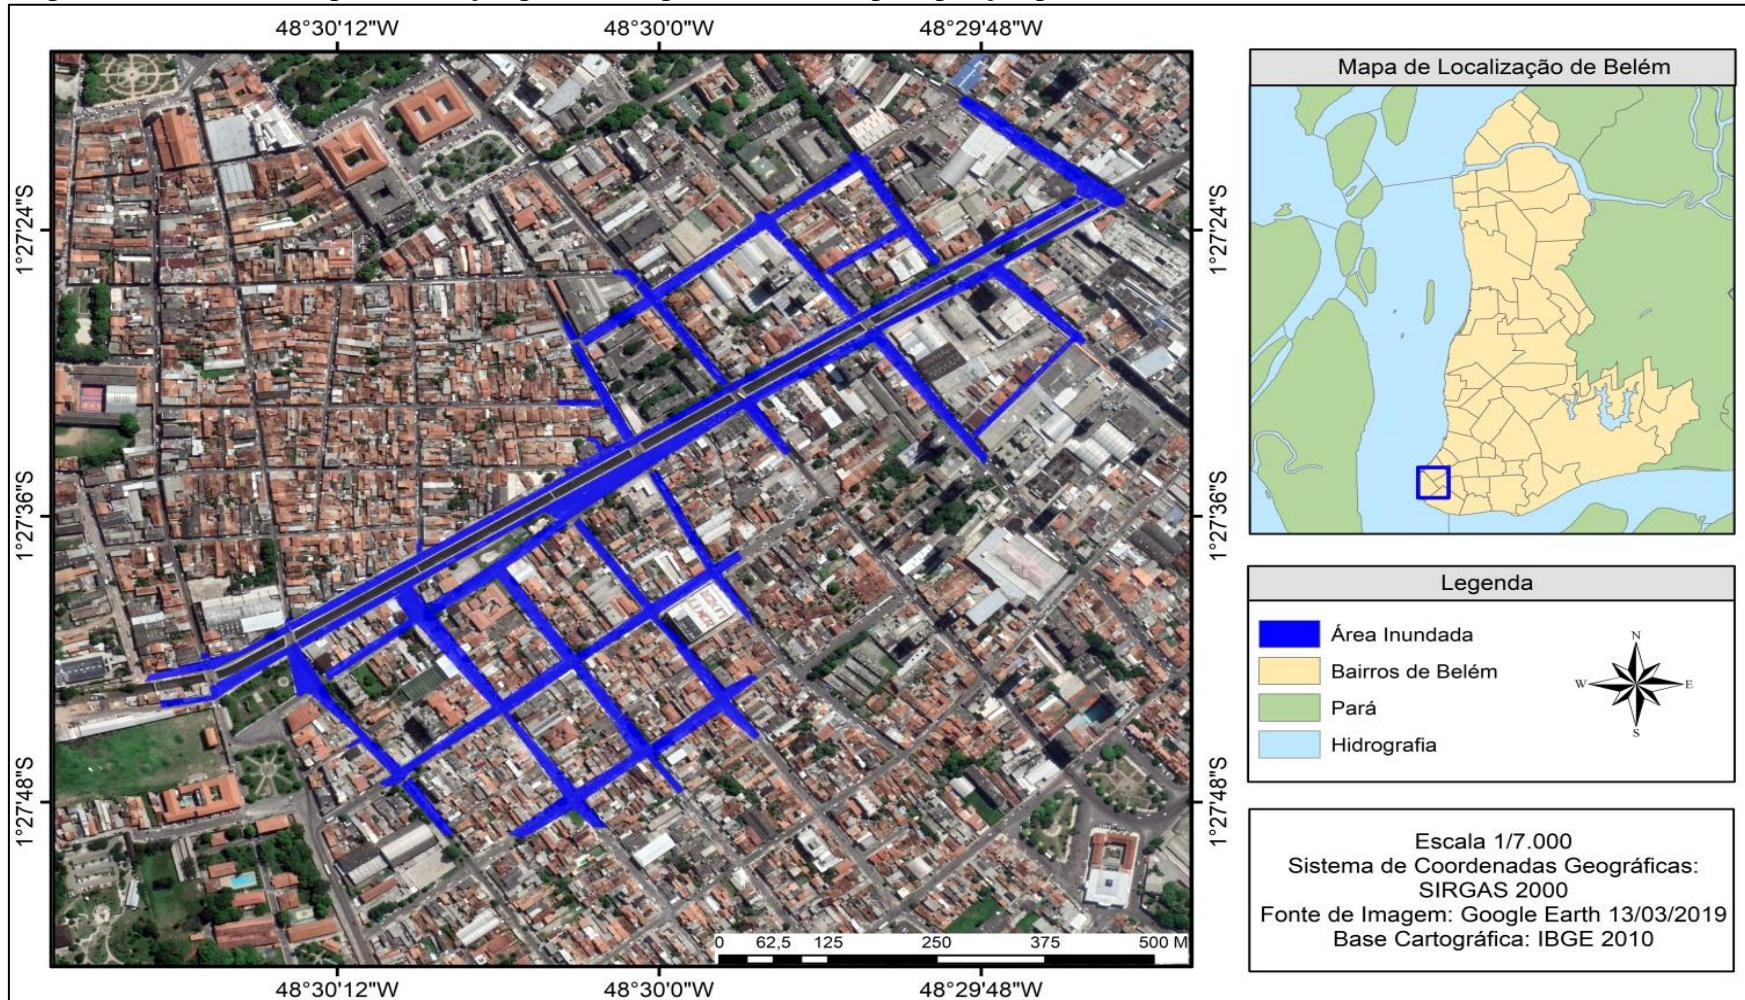 48°30'12"W 48°30'0"W 48°29'48"W
1°27'24"S
1°27'36"S
1°27'48"S
1°27'24"S
1°27'36"S
1°27'48"S
0 62,5 125 250 375 500 M
48°30'12"W 48°30'0"W 48°29'48"W
Mapa de Localização de Belém
Legenda
Área Inundada
Bairros de Belém
Pará
Hidrografia
N
W E
S
Escala 1/7.000
Sistema de Coordenadas Geográficas:
SIRGAS 2000
Fonte de Imagem: Google Earth 13/03/2019
Base Cartográfica: IBGE 2010